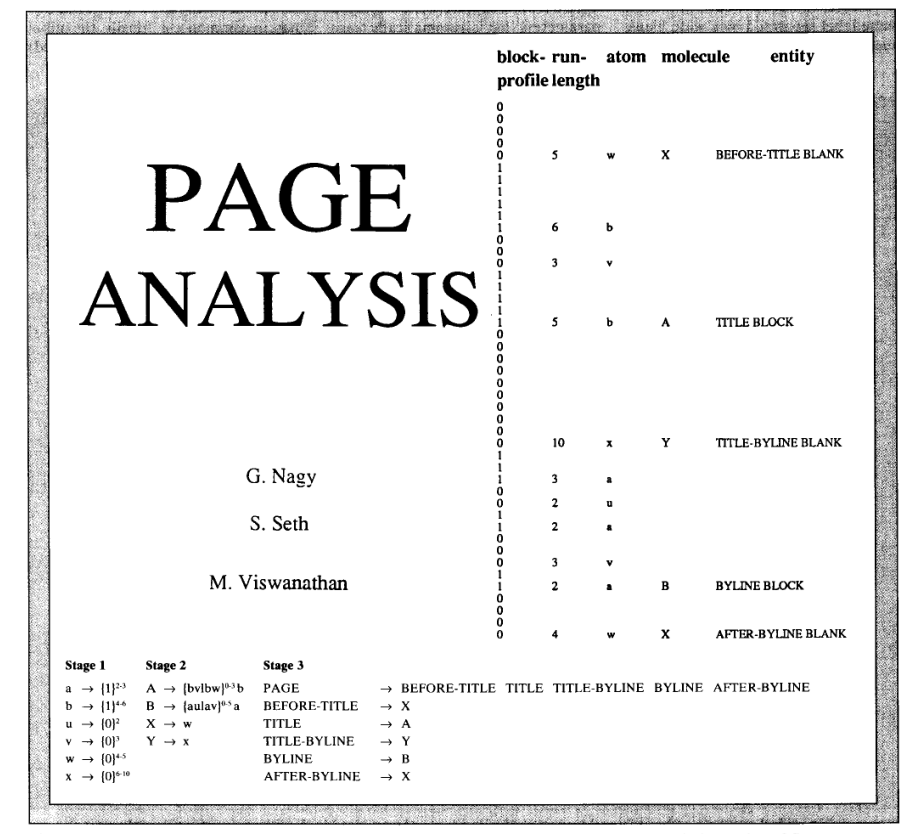 PAGE
ANALYSIS
G. Nagy
S. Seth
M. Viswanathan
block- run- atom molecule entity
profile length
0
0
0
0
0 5 w X BEFORE-TITLE BLANK
1
1
1
1
1
1 6 b
0
0
0 3 v
1
1
1
1
1 5 b A TITLE BLOCK
0
0
0
0
0
0
0
0
0
0 10 x Y TITLE-BYLINE BLANK
1
1
1 3 a
0
0 2 u
1
1 2 a
0
0
0 3 v
1
1 2 a B BYLINE BLOCK
0
0
0
0 4 w X AFTER-BYLINE BLANK
Stage 1 Stage 2 Stage 3
a → {1}²⁻³ A → {bv|bw}⁰⁻³b PAGE → BEFORE-TITLE TITLE TITLE-BYLINE BYLINE AFTER-BYLINE
b → {1}⁴⁻⁶ B → {au|av}⁰⁻⁵a BEFORE-TITLE → X
u → {0}² X → w TITLE → A
v → {0}³ Y → x TITLE-BYLINE → Y
w → {0}⁴⁻⁵ BYLINE → B
x → {0}⁶⁻¹⁰ AFTER-BYLINE → X